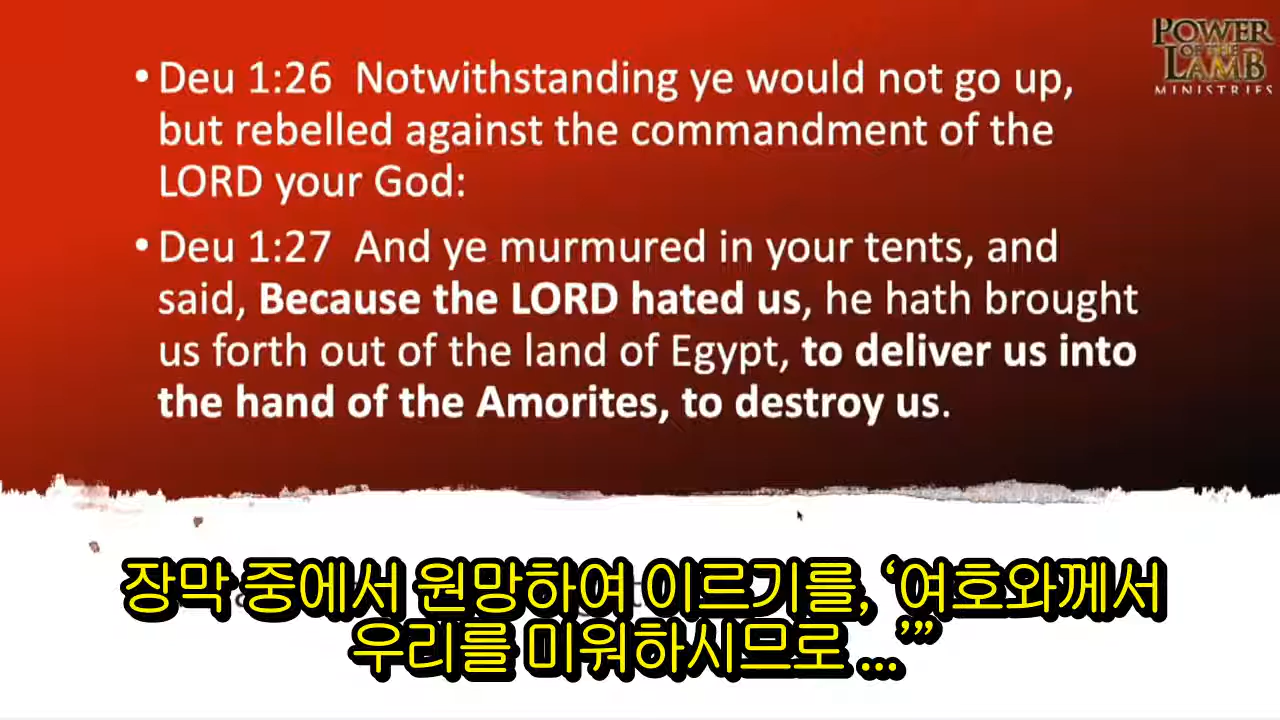 POWER
OF THE
LAMB
MINISTRIES
• Deu 1:26 Notwithstanding ye would not go up,
but rebelled against the commandment of the
LORD your God:
• Deu 1:27 And ye murmured in your tents, and
said, Because the LORD hated us, he hath brought
us forth out of the land of Egypt, to deliver us into
the hand of the Amorites, to destroy us.
장막 중에서 원망하여 이르기를, ‘여호와께서
우리를 미워하시므로 ...’”